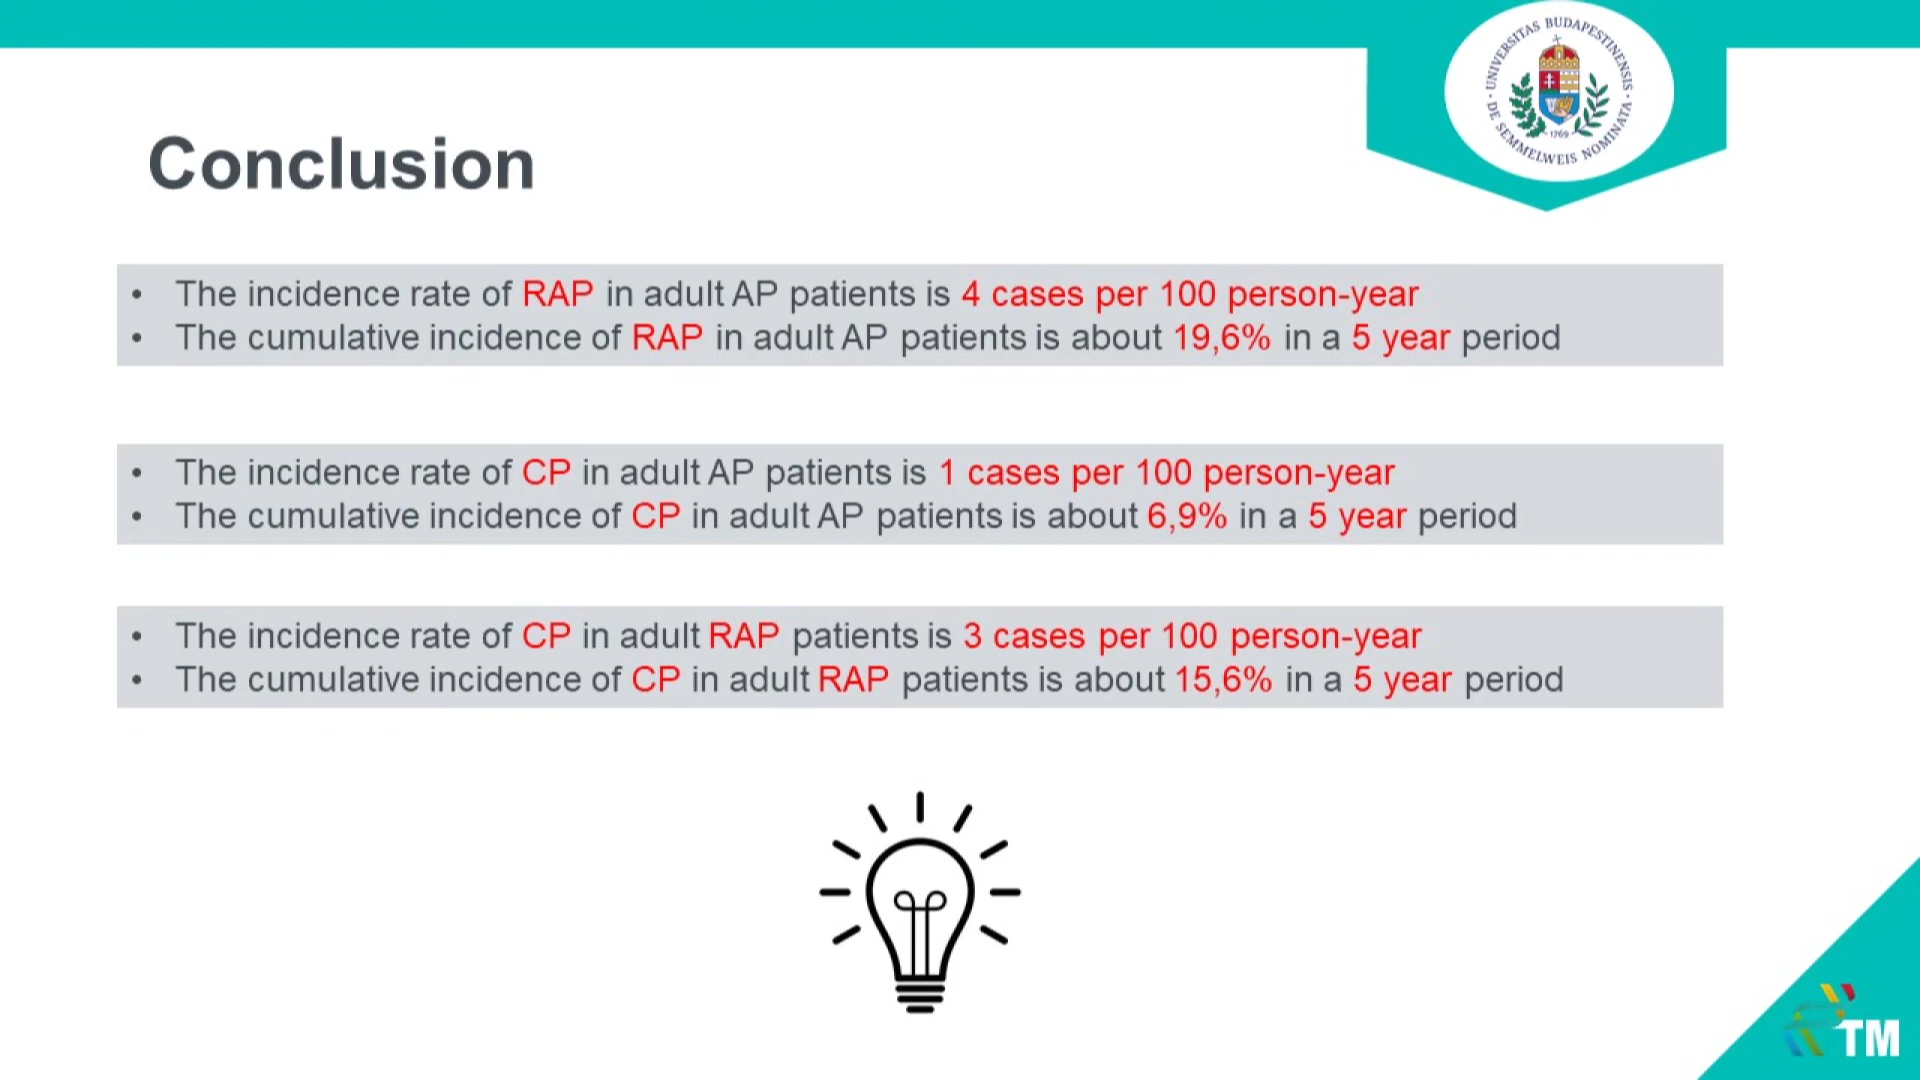 UNIVERSITAS BUDAPESTINENSIS
DE SEMMELWEIS NOMINATA
1769
Conclusion
• The incidence rate of RAP in adult AP patients is 4 cases per 100 person-year
• The cumulative incidence of RAP in adult AP patients is about 19,6% in a 5 year period
• The incidence rate of CP in adult AP patients is 1 cases per 100 person-year
• The cumulative incidence of CP in adult AP patients is about 6,9% in a 5 year period
• The incidence rate of CP in adult RAP patients is 3 cases per 100 person-year
• The cumulative incidence of CP in adult RAP patients is about 15,6% in a 5 year period
TM